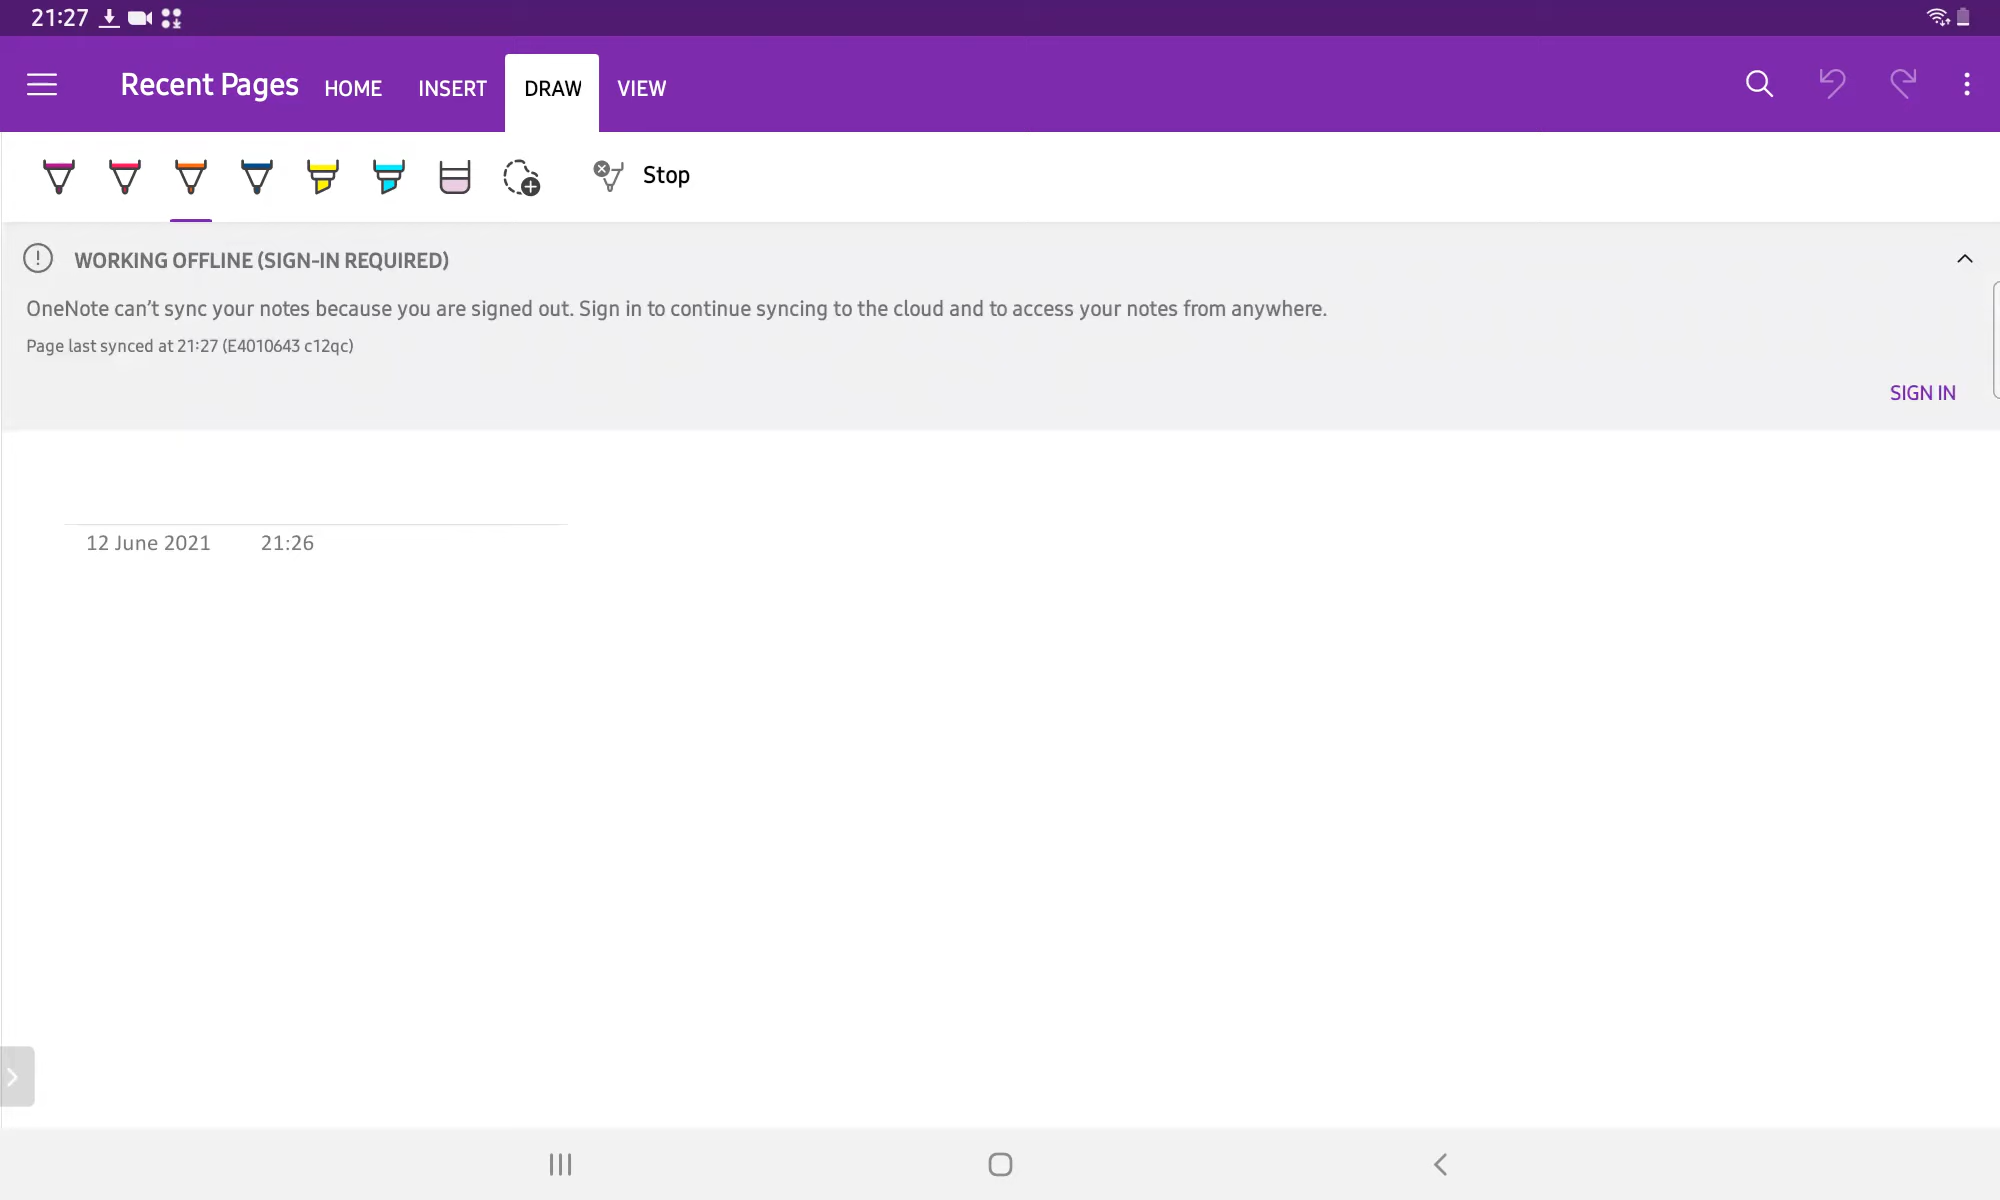 21:27
Recent Pages HOME INSERT DRAW VIEW
Stop
WORKING OFFLINE (SIGN-IN REQUIRED)
OneNote can't sync your notes because you are signed out. Sign in to continue syncing to the cloud and to access your notes from anywhere.
Page last synced at 21:27 (E4010643 c12qc)
SIGN IN
12 June 2021 21:26